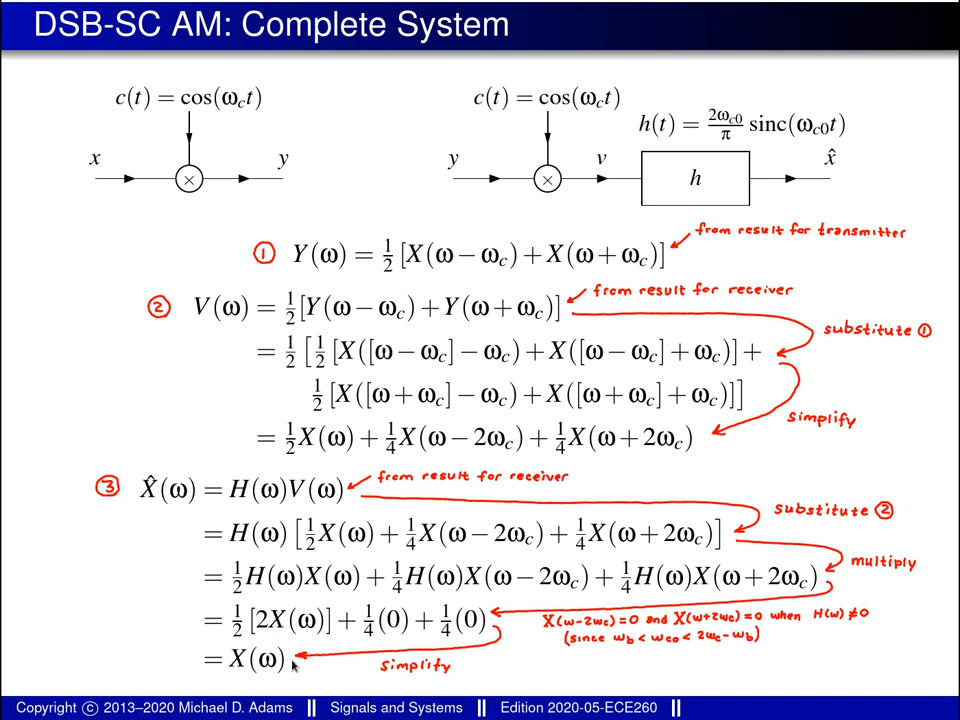 DSB-SC AM: Complete System
c(t) = cos(ω_c t)
c(t) = cos(ω_c t)
h(t) = 2ω_c0/π sinc(ω_c0 t)
x
y
y
v
x̂
×
×
h
① Y(ω) = ½ [X(ω − ω_c) + X(ω + ω_c)]
from result for transmitter
② V(ω) = ½ [Y(ω − ω_c) + Y(ω + ω_c)]
from result for receiver
substitute ①
= ½ [½ [X([ω − ω_c] − ω_c) + X([ω − ω_c] + ω_c)] +
½ [X([ω + ω_c] − ω_c) + X([ω + ω_c] + ω_c)]]
simplify
= ½X(ω) + ¼X(ω − 2ω_c) + ¼X(ω + 2ω_c)
③ X̂(ω) = H(ω)V(ω)
from result for receiver
substitute ②
= H(ω) [½X(ω) + ¼X(ω − 2ω_c) + ¼X(ω + 2ω_c)]
multiply
= ½H(ω)X(ω) + ¼H(ω)X(ω − 2ω_c) + ¼H(ω)X(ω + 2ω_c)
= ½ [2X(ω)] + ¼(0) + ¼(0)
X(ω-2ω_c)=0 and X(ω+2ω_c)=0 when H(ω)≠0
(since ω_b < ω_c0 < 2ω_c-ω_b)
= X(ω)
simplify
Copyright © 2013–2020 Michael D. Adams Signals and Systems Edition 2020-05-ECE260